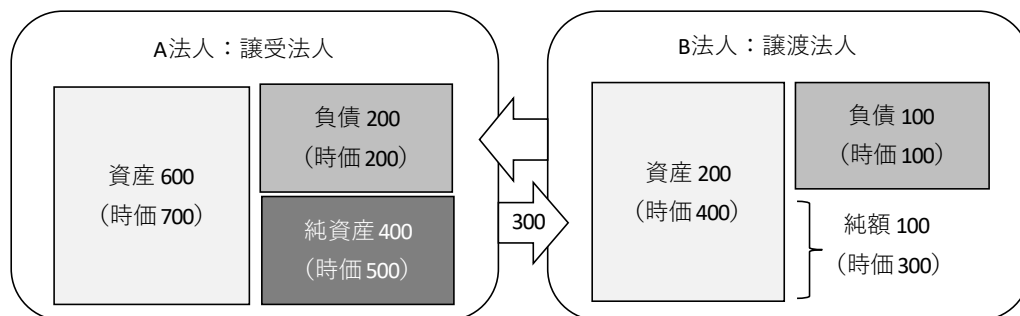 A法人：譲受法人
資産 600
（時価 700）
負債 200
（時価 200）
純資産 400
（時価 500）
300
B法人：譲渡法人
資産 200
（時価 400）
負債 100
（時価 100）
純額 100
（時価 300）